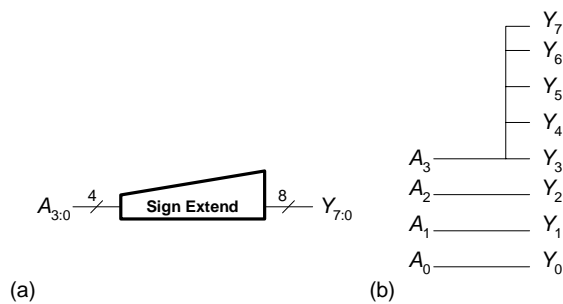 A3:0
4
Sign Extend
8
Y7:0
(a)
Y7
Y6
Y5
Y4
A3 Y3
A2 Y2
A1 Y1
A0 Y0
(b)